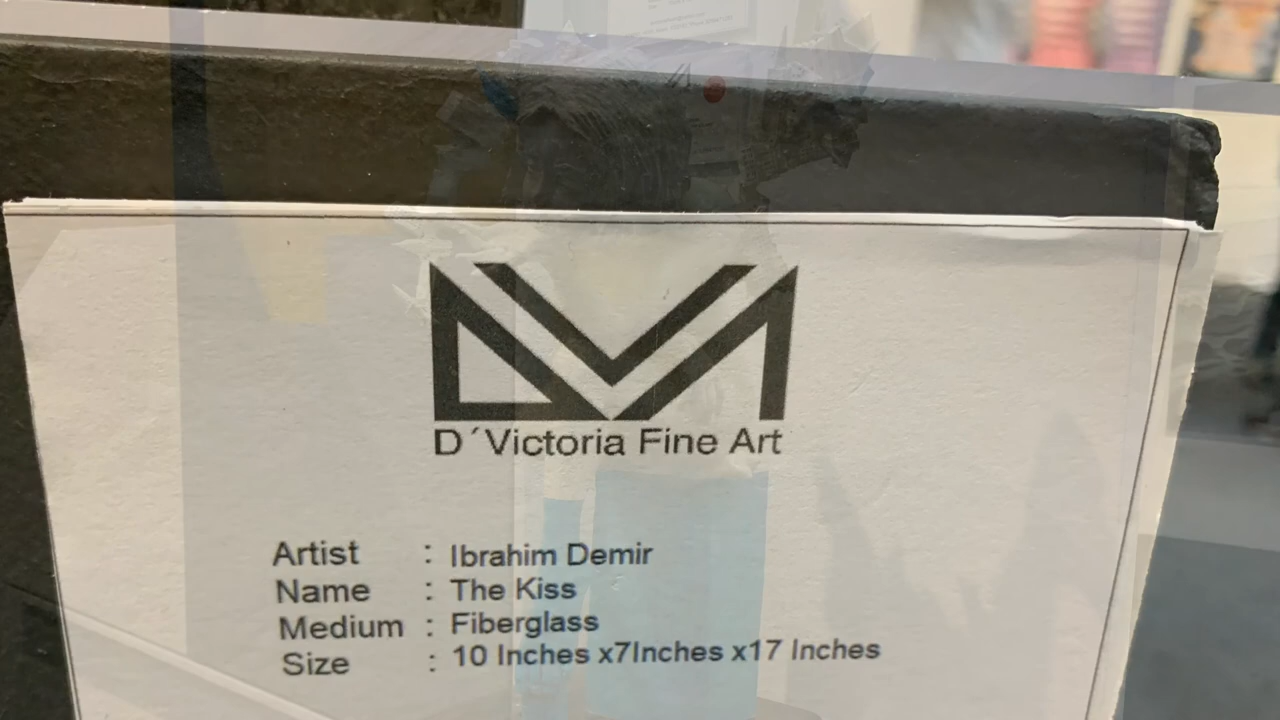 D´Victoria Fine Art
Artist : Ibrahim Demir
Name : The Kiss
Medium : Fiberglass
Size : 10 Inches x7Inches x17 Inches